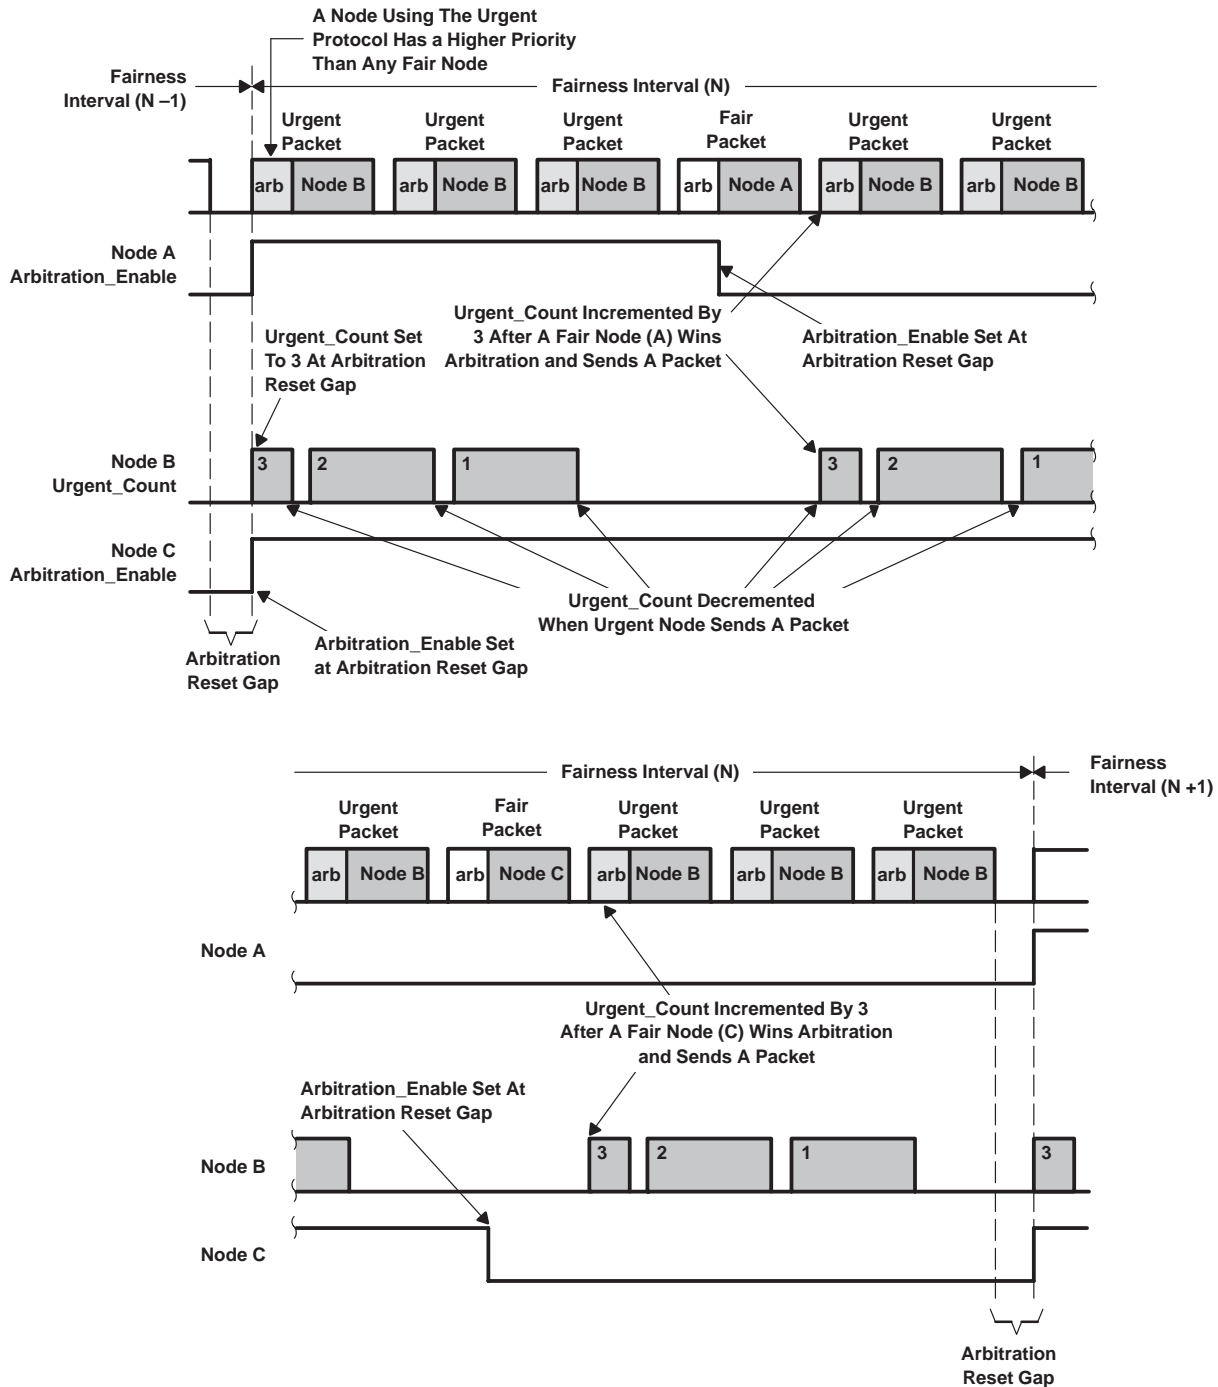 A Node Using The Urgent
Protocol Has a Higher Priority
Than Any Fair Node
Fairness
Interval (N –1)
Fairness Interval (N)
Urgent
Packet
Urgent
Packet
Urgent
Packet
Fair
Packet
Urgent
Packet
Urgent
Packet
arb Node B arb Node B arb Node B arb Node A arb Node B arb Node B
Node A
Arbitration_Enable
Urgent_Count Set
To 3 At Arbitration
Reset Gap
Urgent_Count Incremented By
3 After A Fair Node (A) Wins
Arbitration and Sends A Packet
Arbitration_Enable Set At
Arbitration Reset Gap
Node B
Urgent_Count
3 2 1 3 2 1
Node C
Arbitration_Enable
Urgent_Count Decremented
When Urgent Node Sends A Packet
Arbitration_Enable Set
at Arbitration Reset Gap
Arbitration
Reset Gap
Fairness Interval (N)
Fairness
Interval (N +1)
Urgent
Packet
Fair
Packet
Urgent
Packet
Urgent
Packet
Urgent
Packet
arb Node B arb Node C arb Node B arb Node B arb Node B
Node A
Urgent_Count Incremented By 3
After A Fair Node (C) Wins Arbitration
and Sends A Packet
Arbitration_Enable Set At
Arbitration Reset Gap
Node B
3 2 1 3
Node C
Arbitration
Reset Gap